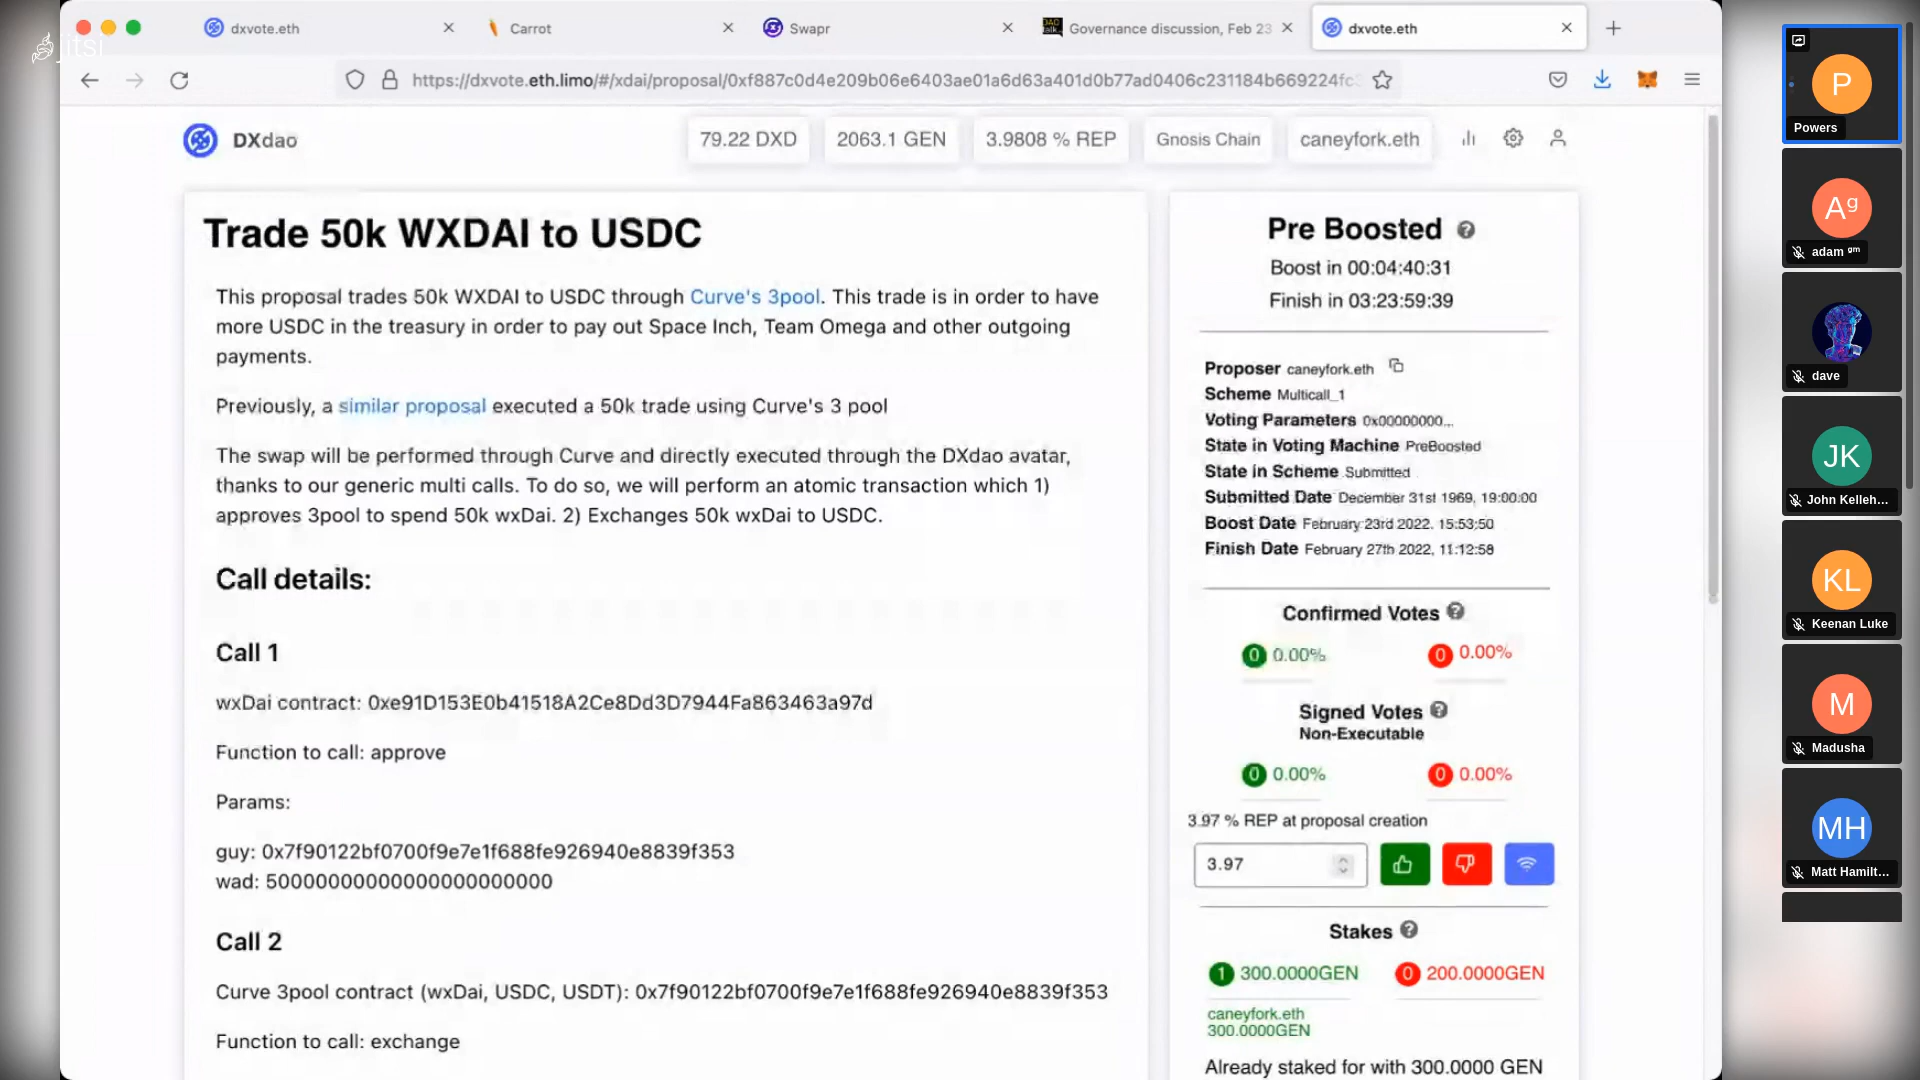 jitsi
dxvote.eth
Carrot
Swapr
Governance discussion, Feb 23
dxvote.eth
https://dxvote.eth.limo/#/xdai/proposal/0xf887c0d4e209b06e6403ae01a6d63a401d0b77ad0406c231184b669224fc
DXdao
79.22 DXD
2063.1 GEN
3.9808 % REP
Gnosis Chain
caneyfork.eth
Trade 50k WXDAI to USDC
This proposal trades 50k WXDAI to USDC through Curve's 3pool. This trade is in order to have
more USDC in the treasury in order to pay out Space Inch, Team Omega and other outgoing
payments.
Previously, a similar proposal executed a 50k trade using Curve's 3 pool
The swap will be performed through Curve and directly executed through the DXdao avatar,
thanks to our generic multi calls. To do so, we will perform an atomic transaction which 1)
approves 3pool to spend 50k wxDai. 2) Exchanges 50k wxDai to USDC.
Call details:
Call 1
wxDai contract: 0xe91D153E0b41518A2Ce8Dd3D7944Fa863463a97d
Function to call: approve
Params:
guy: 0x7f90122bf0700f9e7e1f688fe926940e8839f353
wad: 50000000000000000000000
Call 2
Curve 3pool contract (wxDai, USDC, USDT): 0x7f90122bf0700f9e7e1f688fe926940e8839f353
Function to call: exchange
Pre Boosted
Boost in 00:04:40:31
Finish in 03:23:59:39
Proposer caneyfork.eth
Scheme Multicall_1
Voting Parameters 0x00000000...
State in Voting Machine PreBoosted
State in Scheme Submitted
Submitted Date December 31st 1969, 19:00:00
Boost Date February 23rd 2022, 15:53:50
Finish Date February 27th 2022, 11:12:58
Confirmed Votes
0 0.00% 0 0.00%
Signed Votes
Non-Executable
0 0.00% 0 0.00%
3.97 % REP at proposal creation
3.97
Stakes
1 300.0000GEN 0 200.0000GEN
caneyfork.eth
300.0000GEN
Already staked for with 300.0000 GEN
P
Powers
Ag
adam gm
dave
JK
John Kelleh...
KL
Keenan Luke
M
Madusha
MH
Matt Hamilt...